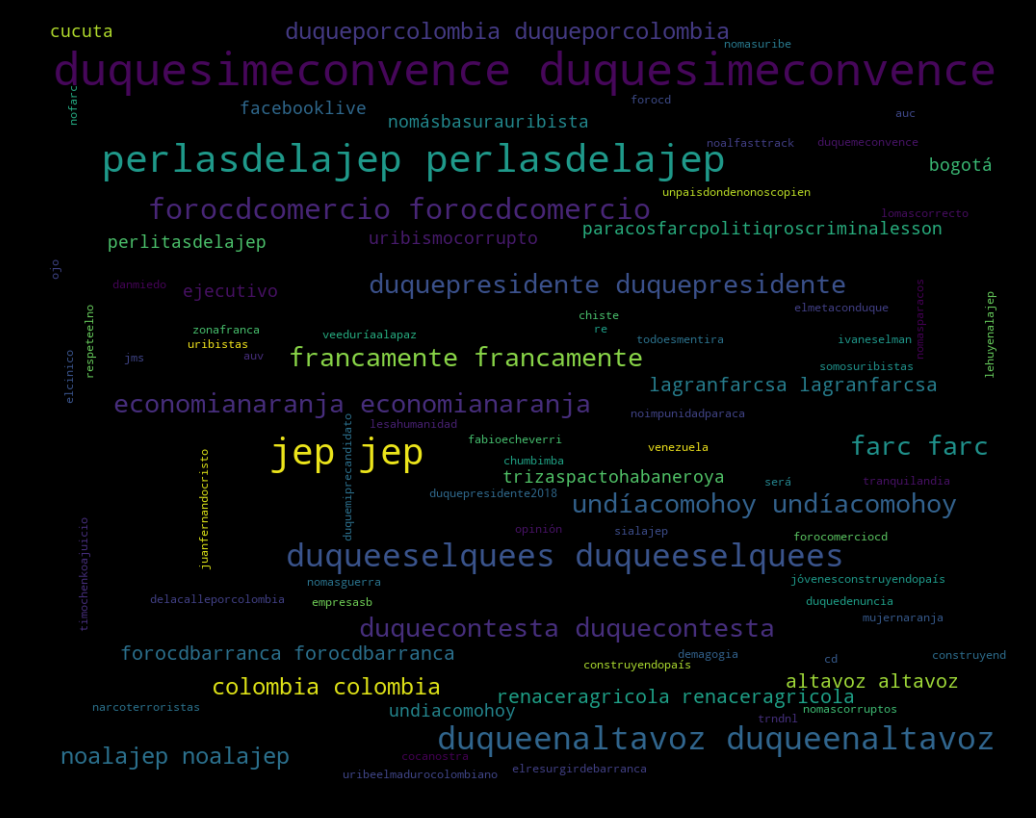 cucuta
duqueporcolombia duqueporcolombia
nomasuribe
duquesimeconvence duquesimeconvence
nofarc
facebooklive
forocd
auc
nomásbasurauribista
noalfasttrack
duquemeconvence
perlasdelajep perlasdelajep
bogotá
unpaisdondenonoscopien
forocdcomercio forocdcomercio
lomascorrecto
perlitasdelajep
uribismocorrupto
paracosfarcpolitiqroscriminalesson
ojo
danmiedo
ejecutivo
duquepresidente duquepresidente
nomasparacos
lehuyenalajep
elmetaconduque
respeteelno
zonafranca
veeduríaalapaz
chiste
re
uribistas
todoesmentira
ivaneselman
elcinico
jms
auv
francamente francamente
somosuribistas
lagranfarcsa lagranfarcsa
economianaranja economianaranja
noimpunidadparaca
lesahumanidad
duquemiprecandidato
jep jep
fabioecheverri
venezuela
farc farc
juanfernandocristo
chumbimba
trizaspactohabaneroya
será
tranquilandia
duquepresidente2018
undíacomohoy undíacomohoy
timochenkoajuicio
opinión
sialajep
forocomerciocd
duqueeselquees duqueeselquees
nomasguerra
jóvenesconstruyendopaís
delacalleporcolombia
empresasb
duquedenuncia
mujernaranja
duquecontesta duquecontesta
forocdbarranca forocdbarranca
demagogia
cd
construyend
construyendopaís
colombia colombia
altavoz altavoz
renaceragricola renaceragricola
narcoterroristas
undiacomohoy
nomascorruptos
trndnl
duqueenaltavoz duqueenaltavoz
noalajep noalajep
cocanostra
uribeelmadurocolombiano
elresurgirdebarranca